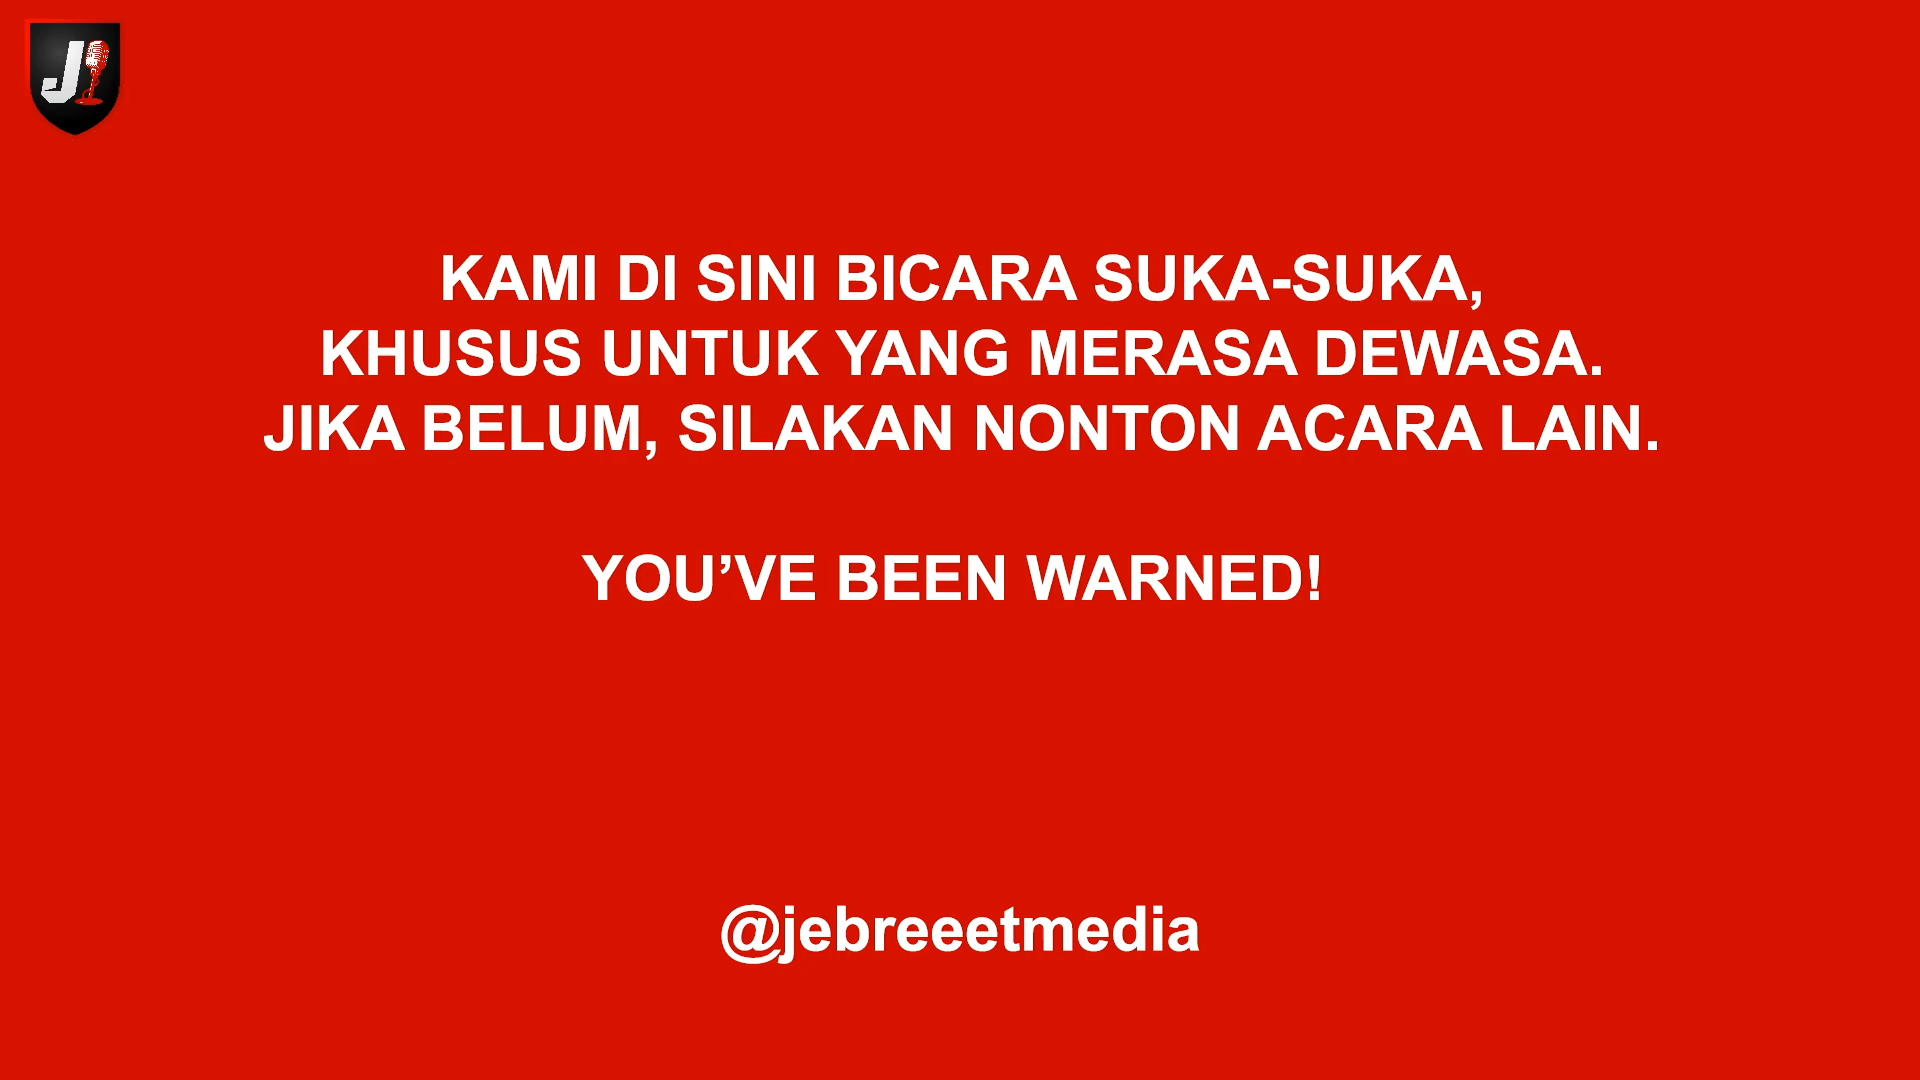 J
KAMI DI SINI BICARA SUKA-SUKA,
KHUSUS UNTUK YANG MERASA DEWASA.
JIKA BELUM, SILAKAN NONTON ACARA LAIN.
YOU’VE BEEN WARNED!
@jebreeetmedia